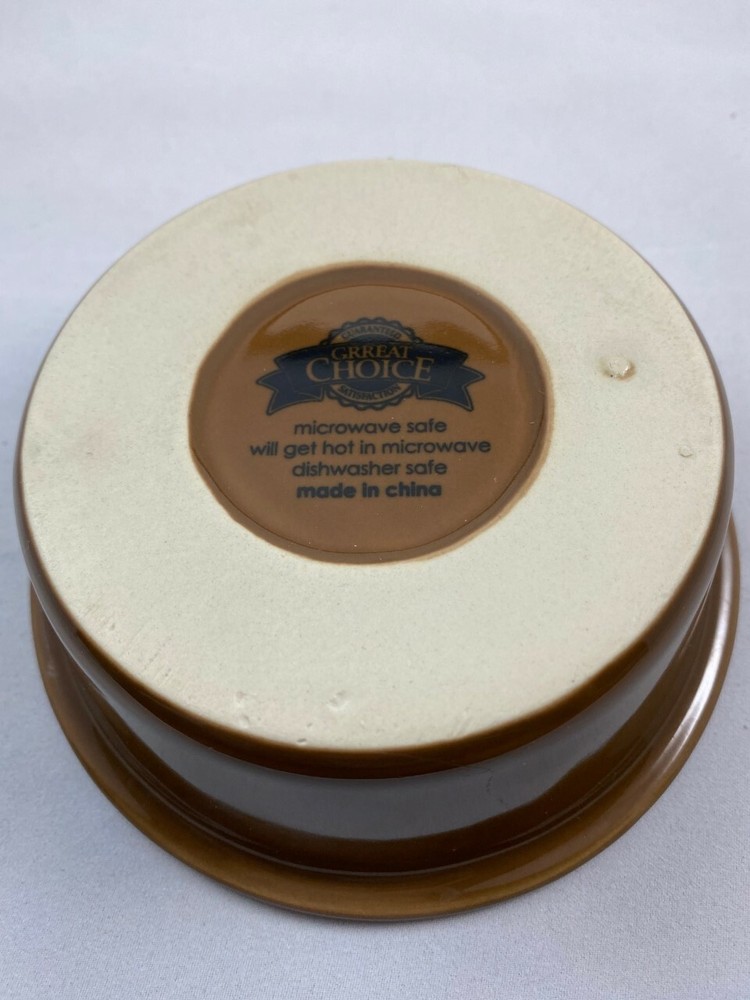 GUARANTEED
GRREAT
CHOICE
SATISFACTION
microwave safe
will get hot in microwave
dishwasher safe
made in china